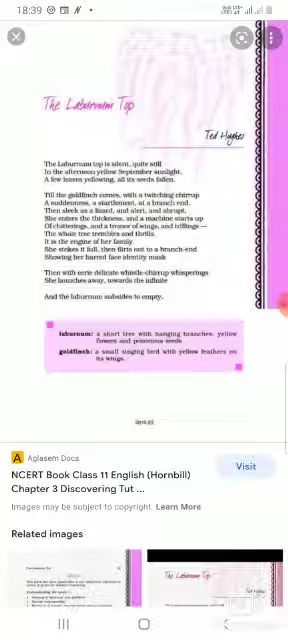 18:39
The Laburnum Top
Ted Hughes
The Laburnum top is silent, quite still
In the afternoon yellow September sunlight,
A few leaves yellowing, all its seeds fallen.
Till the goldfinch comes, with a twitching chirrup
A suddenness, a startlement, at a branch end.
Then sleek as a lizard, and alert, and abrupt,
She enters the thickness, and a machine starts up
Of chitterings, and a tremor of wings, and trillings —
The whole tree trembles and thrills.
It is the engine of her family.
She stokes it full, then flirts out to a branch-end
Showing her barred face identity mask
Then with eerie delicate whistle-chirrup whisperings
She launches away, towards the infinite
And the laburnum subsides to empty.
laburnum: a short tree with hanging branches, yellow
flowers and poisonous seeds
goldfinch: a small singing bird with yellow feathers on
its wings
A Aglasem Docs
NCERT Book Class 11 English (Hornbill)
Chapter 3 Discovering Tut ...
Visit
Images may be subject to copyright. Learn More
Related images
The Laburnum Top